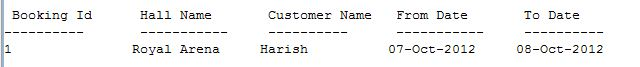 Booking Id Hall Name Customer Name From Date To Date
---------- ----------- ---------- ----------- ----------
1 Royal Arena Harish 07-Oct-2012 08-Oct-2012